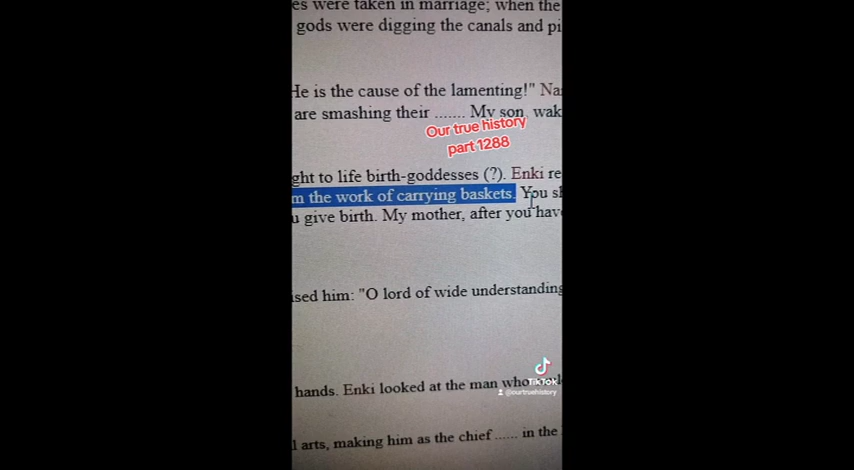 es were taken in marriage; when the
gods were digging the canals and pi
He is the cause of the lamenting!" Na
are smashing their ....... My son, wak
Our true history
part 1288
ght to life birth-goddesses (?). Enki re
m the work of carrying baskets. You sh
u give birth. My mother, after you have
ised him: "O lord of wide understanding
TikTok
@ourtruehistory
hands. Enki looked at the man who
l arts, making him as the chief ...... in the